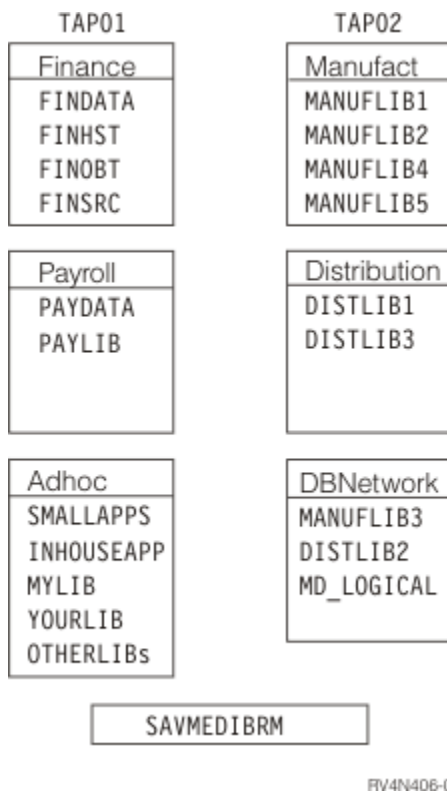 TAP01
Finance
FINDATA
FINHST
FINOBT
FINSRC
Payroll
PAYDATA
PAYLIB
Adhoc
SMALLAPPS
INHOUSEAPP
MYLIB
YOURLIB
OTHERLIBs
TAP02
Manufact
MANUFLIB1
MANUFLIB2
MANUFLIB4
MANUFLIB5
Distribution
DISTLIB1
DISTLIB3
DBNetwork
MANUFLIB3
DISTLIB2
MD_LOGICAL
SAVMEDIBRM